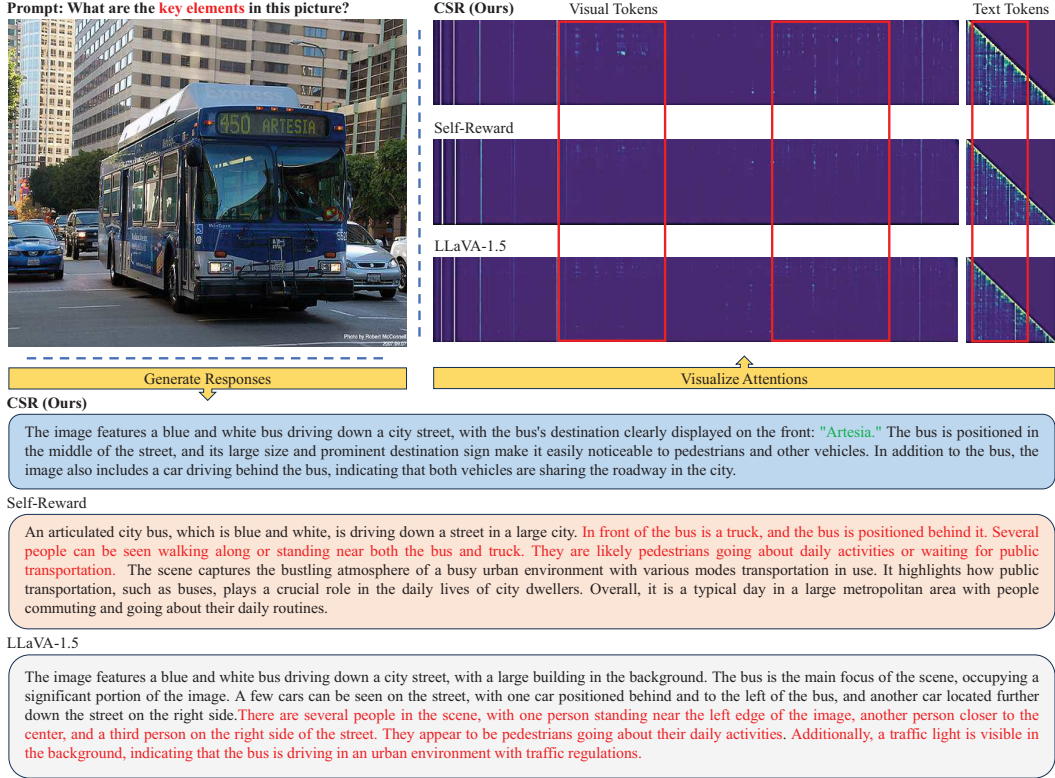 Prompt: What are the key elements in this picture?
Express
450 ARTESIA
Photo by Robert McConnell
CSR (Ours)
Visual Tokens
Text Tokens
Self-Reward
LLaVA-1.5
Generate Responses
Visualize Attentions
CSR (Ours)
The image features a blue and white bus driving down a city street, with the bus's destination clearly displayed on the front: "Artesia." The bus is positioned in
the middle of the street, and its large size and prominent destination sign make it easily noticeable to pedestrians and other vehicles. In addition to the bus, the
image also includes a car driving behind the bus, indicating that both vehicles are sharing the roadway in the city.
Self-Reward
An articulated city bus, which is blue and white, is driving down a street in a large city. In front of the bus is a truck, and the bus is positioned behind it. Several
people can be seen walking along or standing near both the bus and truck. They are likely pedestrians going about daily activities or waiting for public
transportation. The scene captures the bustling atmosphere of a busy urban environment with various modes transportation in use. It highlights how public
transportation, such as buses, plays a crucial role in the daily lives of city dwellers. Overall, it is a typical day in a large metropolitan area with people
commuting and going about their daily routines.
LLaVA-1.5
The image features a blue and white bus driving down a city street, with a large building in the background. The bus is the main focus of the scene, occupying a
significant portion of the image. A few cars can be seen on the street, with one car positioned behind and to the left of the bus, and another car located further
down the street on the right side.There are several people in the scene, with one person standing near the left edge of the image, another person closer to the
center, and a third person on the right side of the street. They appear to be pedestrians going about their daily activities. Additionally, a traffic light is visible in
the background, indicating that the bus is driving in an urban environment with traffic regulations.